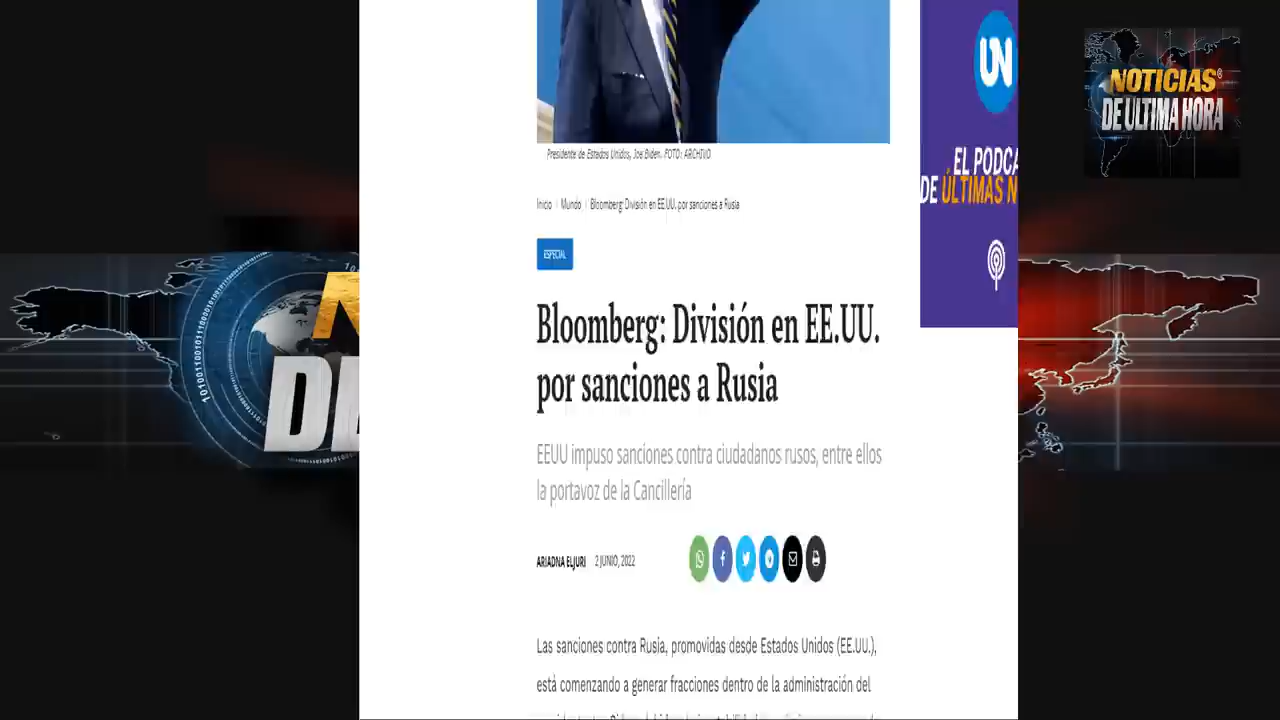 NOTICIAS
DE ÚLTIMA HORA
UN
EL PODCA
DE ÚLTIMAS N
Presidente de Estados Unidos, Joe Biden. FOTO: ARCHIVO
Inicio Mundo Bloomberg: División en EE.UU. por sanciones a Rusia
ESPECIAL
Bloomberg: División en EE.UU.
por sanciones a Rusia
EEUU impuso sanciones contra ciudadanos rusos, entre ellos
la portavoz de la Cancillería
ARIADNA ELJURI 2 JUNIO, 2022
Las sanciones contra Rusia, promovidas desde Estados Unidos (EE.UU.),
está comenzando a generar fracciones dentro de la administración del